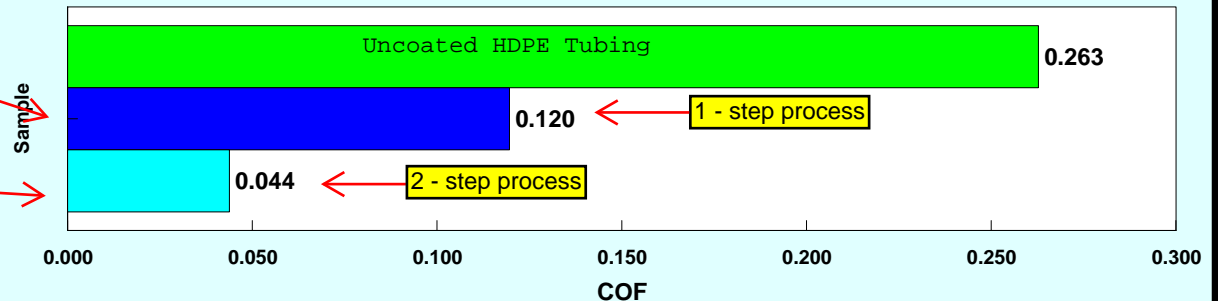 Uncoated HDPE Tubing
0.263
Sample
0.120
1 - step process
0.044
2 - step process
0.000 0.050 0.100 0.150 0.200 0.250 0.300
COF